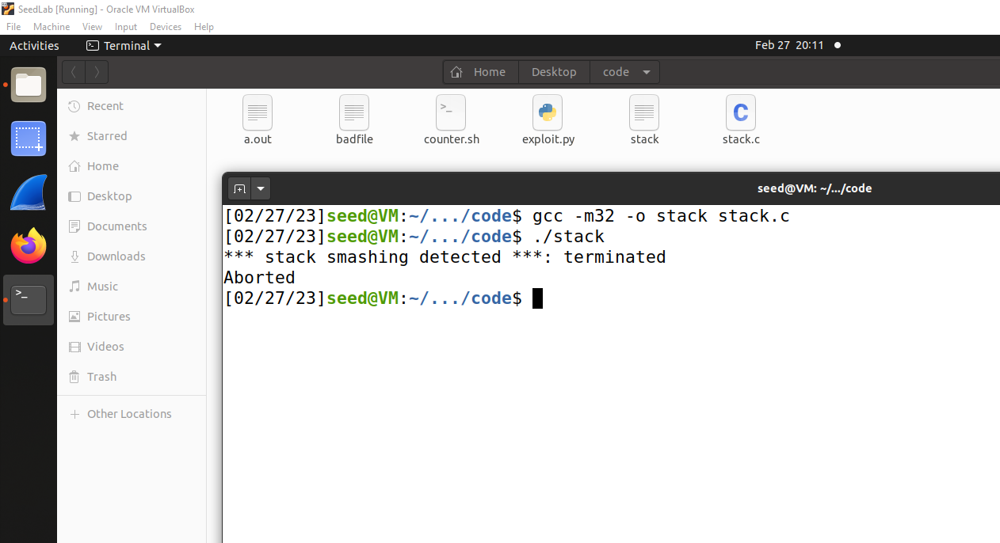 SeedLab [Running] - Oracle VM VirtualBox
File Machine View Input Devices Help
Activities Terminal Feb 27 20:11
Home Desktop code
Recent
Starred
Home
Desktop
Documents
Downloads
Music
Pictures
Videos
Trash
Other Locations
a.out badfile counter.sh exploit.py stack stack.c
seed@VM: ~/.../code
[02/27/23]seed@VM:~/.../code$ gcc -m32 -o stack stack.c
[02/27/23]seed@VM:~/.../code$ ./stack
*** stack smashing detected ***: terminated
Aborted
[02/27/23]seed@VM:~/.../code$